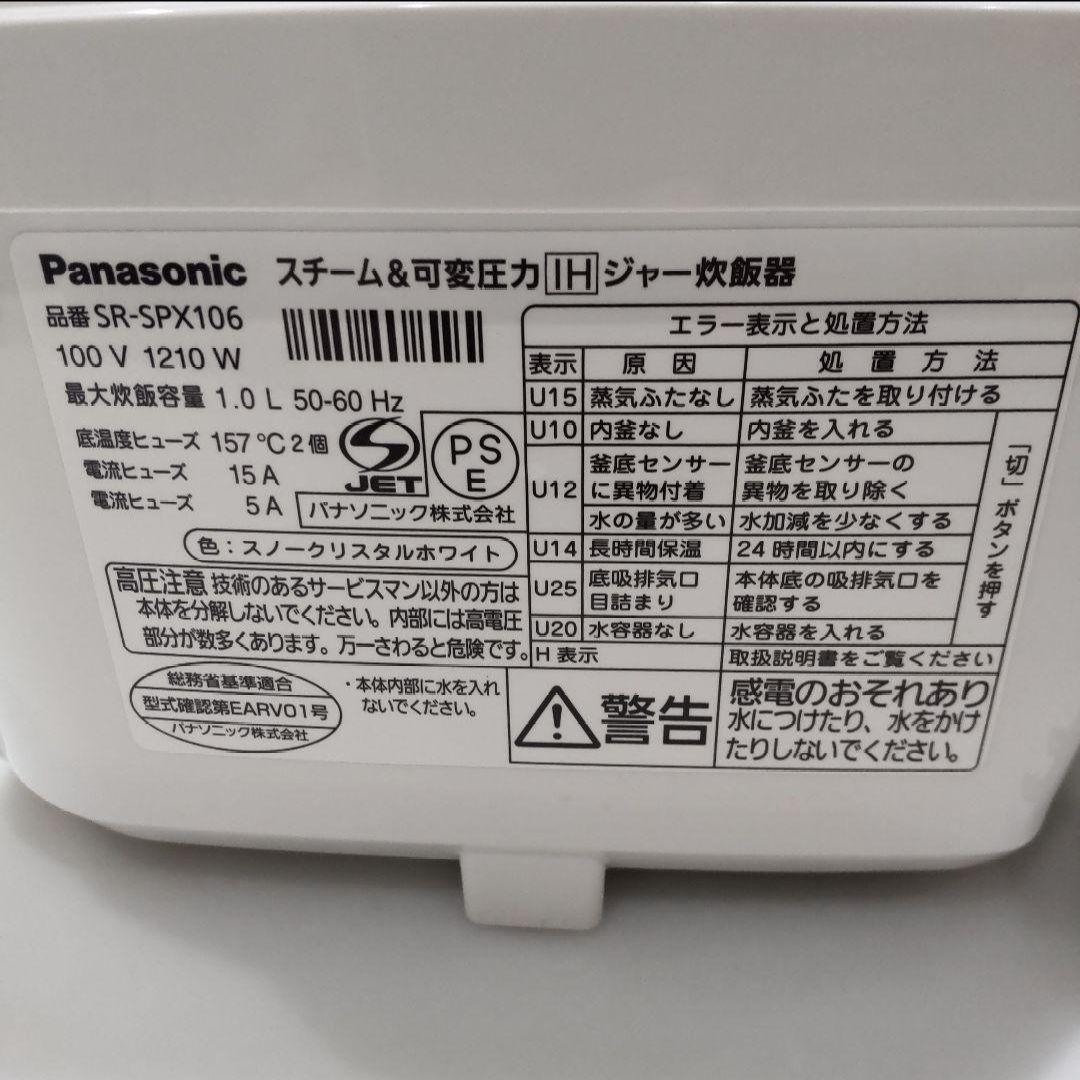 Panasonic スチーム&可変圧力IHジャー炊飯器
品番 SR-SPX106
100 V 1210 W
最大炊飯容量 1.0 L 50-60 Hz
底温度ヒューズ 157 ℃ 2 個
電流ヒューズ 15 A
電流ヒューズ 5 A
JET
PS
E
パナソニック株式会社
色:スノークリスタルホワイト
高圧注意 技術のあるサービスマン以外の方は
本体を分解しないでください。内部には高電圧
部分が数多くあります。万一さわると危険です。
総務省基準適合
型式確認第EARV01号
パナソニック株式会社
・本体内部に水を入れ
ないでください。
エラー表示と処置方法
表示 原因 処置方法
U15 蒸気ふたなし 蒸気ふたを取り付ける
U10 内釜なし 内釜を入れる
U12 釜底センサーに異物付着 釜底センサーの異物を取り除く
水の量が多い 水加減を少なくする
U14 長時間保温 24時間以内にする
U25 底吸排気口目詰まり 本体底の吸排気口を確認する
U20 水容器なし 水容器を入れる
「切」ボタンを押す
H 表示 取扱説明書をご覧ください
警告
感電のおそれあり
水につけたり、水をかけ
たりしないでください。